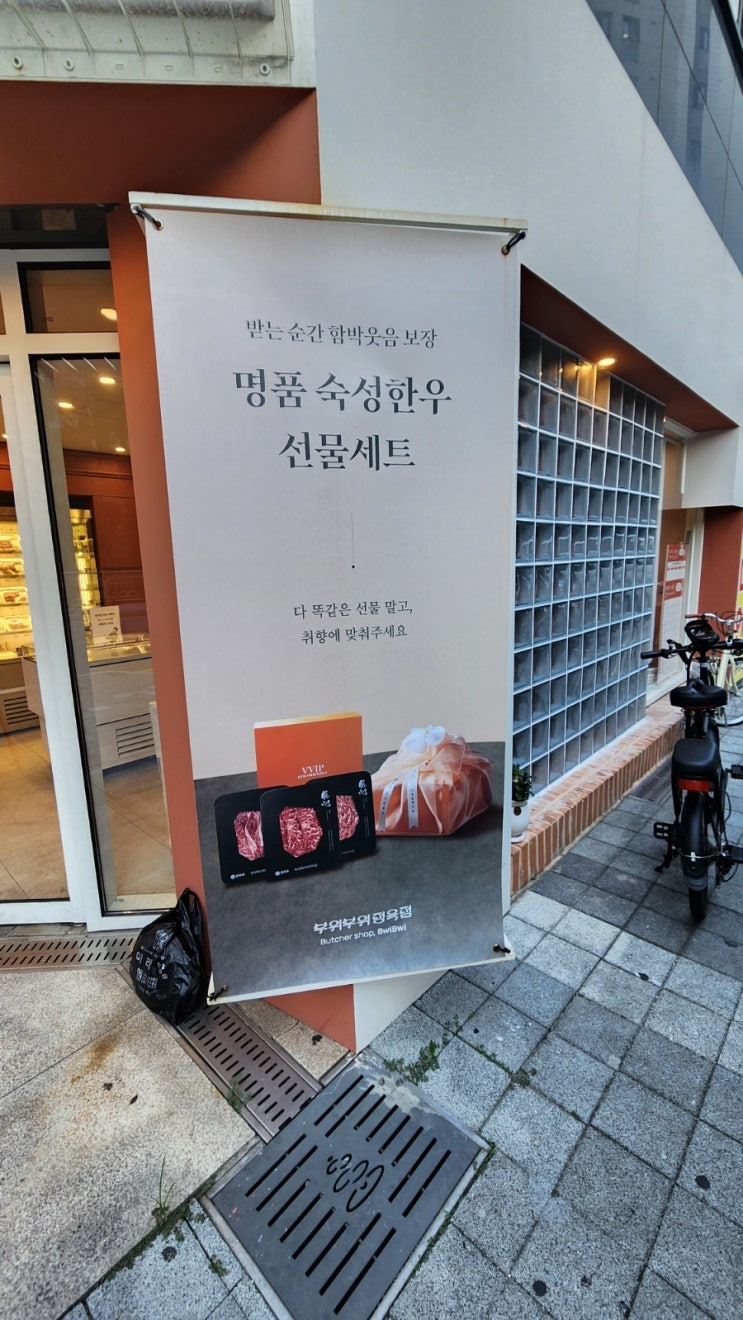 받는 순간 함박웃음 보장
명품 숙성한우
선물세트
다 똑같은 선물 말고,
취향에 맞춰주세요
VVIP
부위부위정육점
Butcher shop, BwiBwi